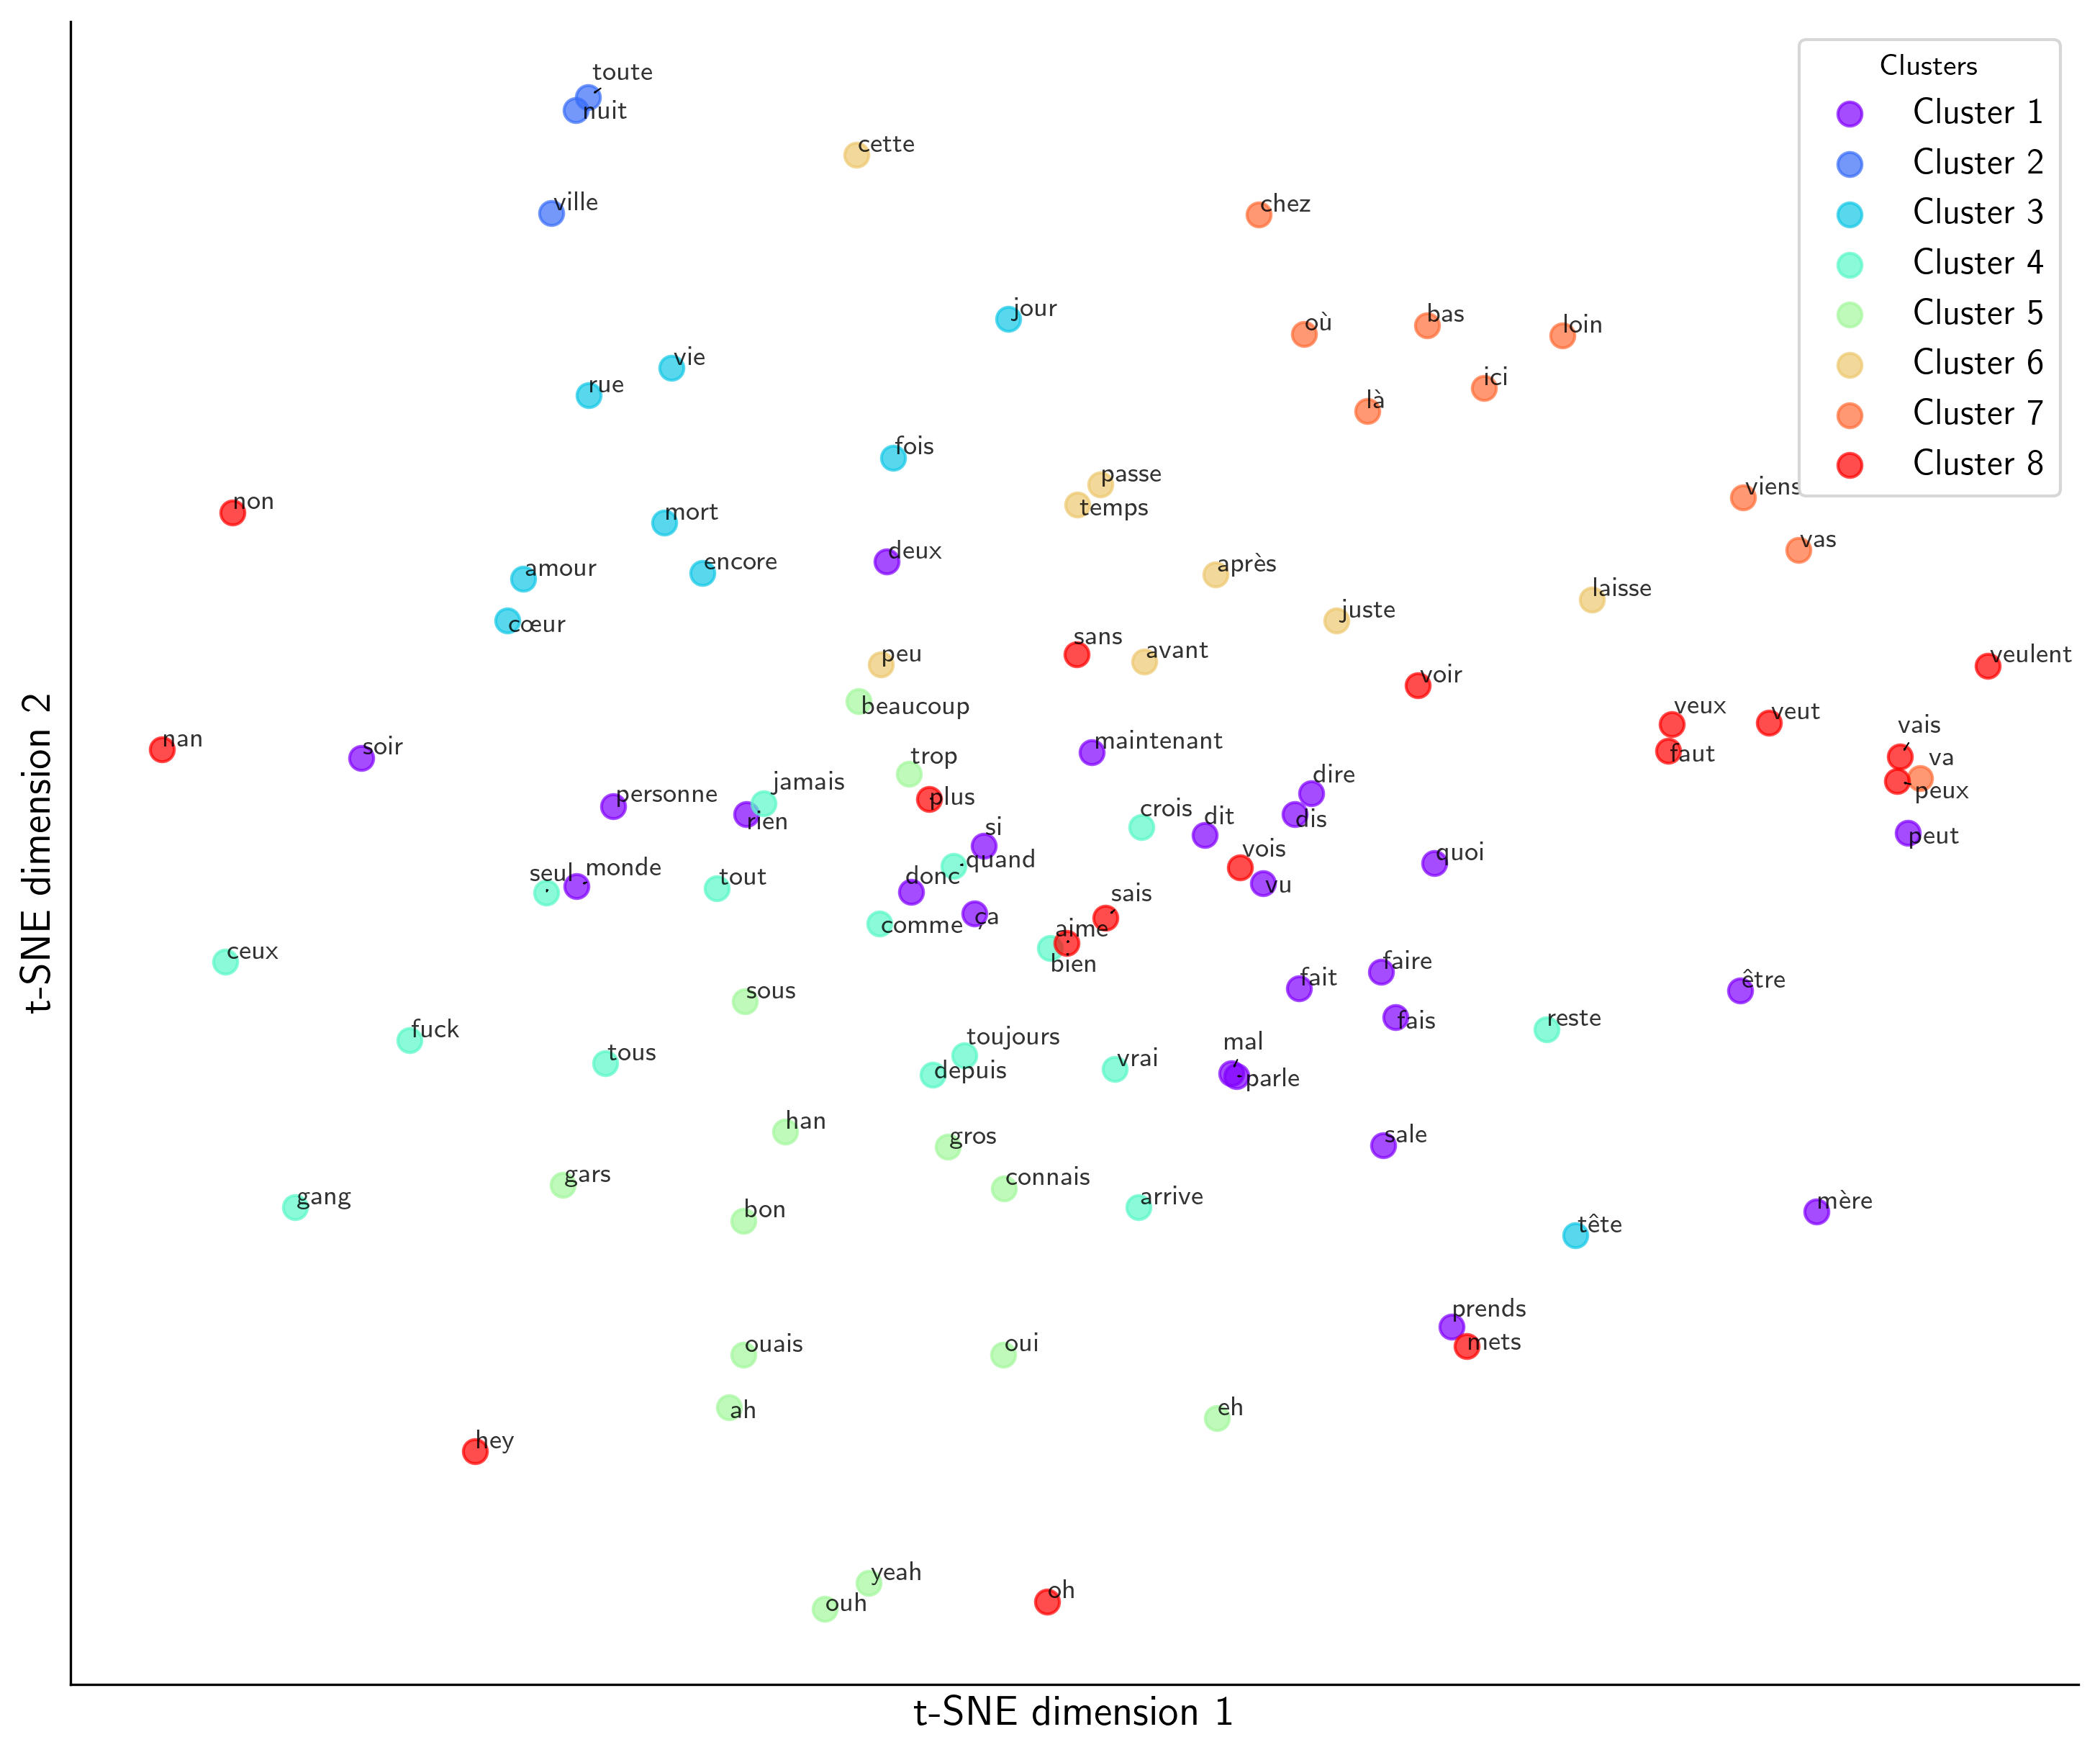 toute
nuit
cette
ville
chez
jour
où
bas
loin
vie
rue
ici
là
fois
passe
temps
non
viens
mort
vas
amour
encore
deux
après
laisse
cœur
juste
peu
sans
avant
veulent
voir
beaucoup
veux
veut
nan
soir
maintenant
vais
faut
va
trop
jamais
dire
personne
plus
peux
rien
si
crois
dit
dis
peut
quand
vois
quoi
seul
monde
tout
donc
vu
sais
comme
ça
aime
bien
ceux
fait
faire
être
sous
fais
reste
fuck
tous
toujours
depuis
vrai
mal
parle
han
gros
sale
gars
connais
gang
bon
arrive
mère
tête
prends
mets
ouais
oui
ah
eh
hey
yeah
ouh
oh
Clusters
Cluster 1
Cluster 2
Cluster 3
Cluster 4
Cluster 5
Cluster 6
Cluster 7
Cluster 8
t-SNE dimension 2
t-SNE dimension 1